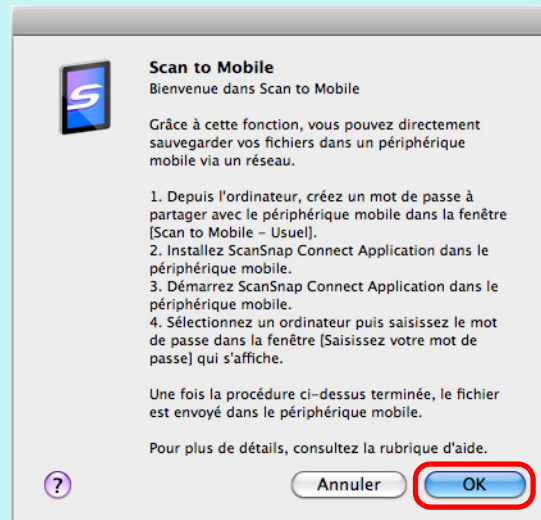 Scan to Mobile
Bienvenue dans Scan to Mobile
Grâce à cette fonction, vous pouvez directement
sauvegarder vos fichiers dans un périphérique
mobile via un réseau.
1. Depuis l'ordinateur, créez un mot de passe à
partager avec le périphérique mobile dans la fenêtre
[Scan to Mobile – Usuel].
2. Installez ScanSnap Connect Application dans le
périphérique mobile.
3. Démarrez ScanSnap Connect Application dans le
périphérique mobile.
4. Sélectionnez un ordinateur puis saisissez le mot
de passe dans la fenêtre [Saisissez votre mot de
passe] qui s'affiche.
Une fois la procédure ci-dessus terminée, le fichier
est envoyé dans le périphérique mobile.
Pour plus de détails, consultez la rubrique d'aide.
? Annuler OK